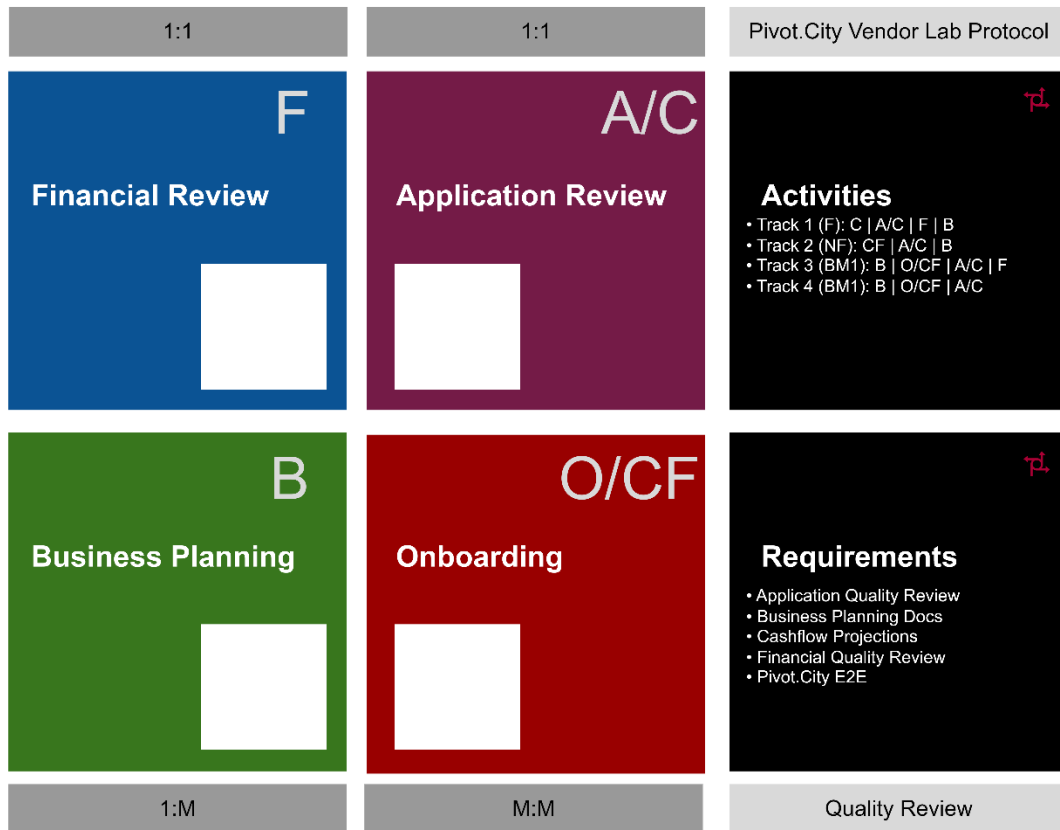 1:1
1:1
Pivot.City Vendor Lab Protocol
F
Financial Review
A/C
Application Review
Activities
• Track 1 (F): C | A/C | F | B
• Track 2 (NF): CF | A/C | B
• Track 3 (BM1): B | O/CF | A/C | F
• Track 4 (BM1): B | O/CF | A/C
B
Business Planning
O/CF
Onboarding
Requirements
• Application Quality Review
• Business Planning Docs
• Cashflow Projections
• Financial Quality Review
• Pivot.City E2E
1:M
M:M
Quality Review